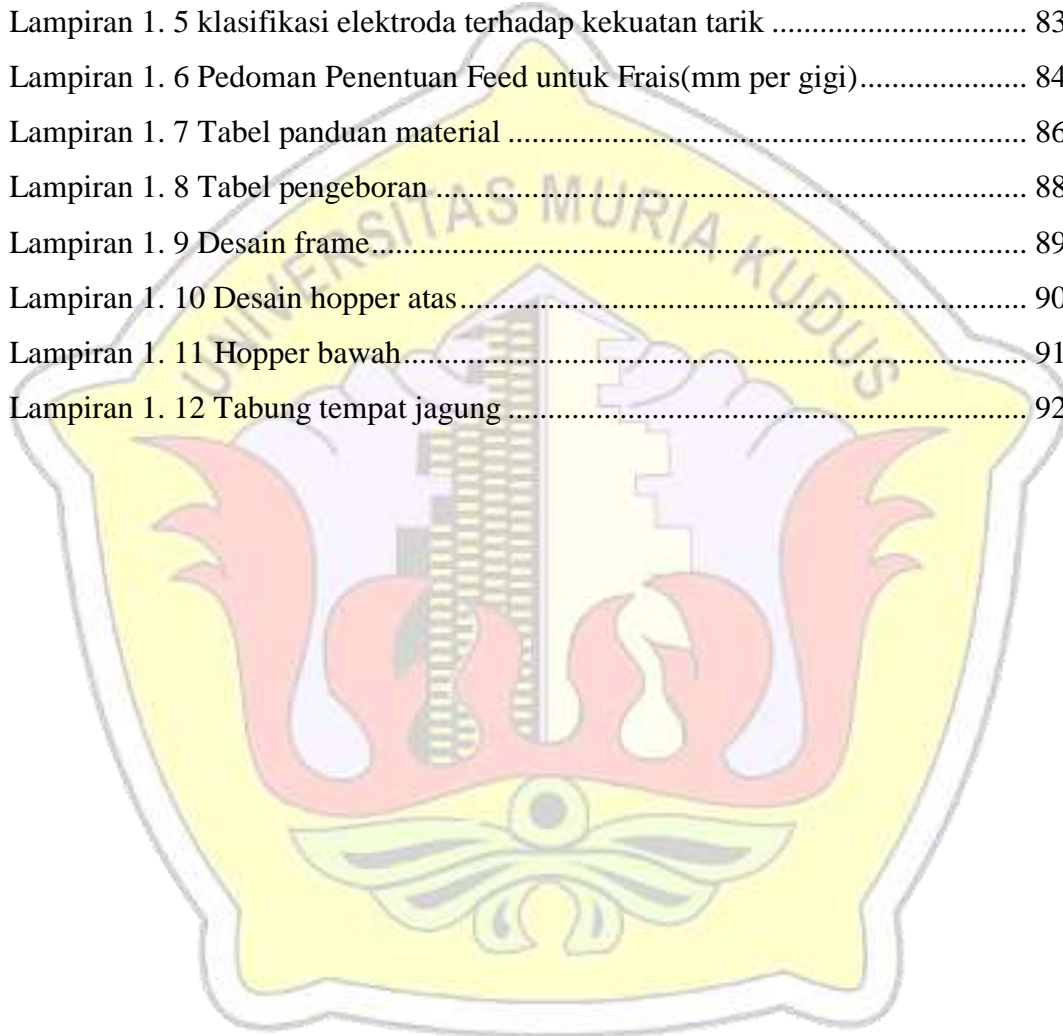 Lampiran 1. 5 klasifikasi elektroda terhadap kekuatan tarik ............................... 83
Lampiran 1. 6 Pedoman Penentuan Feed untuk Frais(mm per gigi).................... 84
Lampiran 1. 7 Tabel panduan material ................................................................ 86
Lampiran 1. 8 Tabel pengeboran ......................................................................... 88
Lampiran 1. 9 Desain frame................................................................................. 89
Lampiran 1. 10 Desain hopper atas...................................................................... 90
Lampiran 1. 11 Hopper bawah............................................................................. 91
Lampiran 1. 12 Tabung tempat jagung ................................................................ 92
UNIVERSITAS MURIA KUDUS